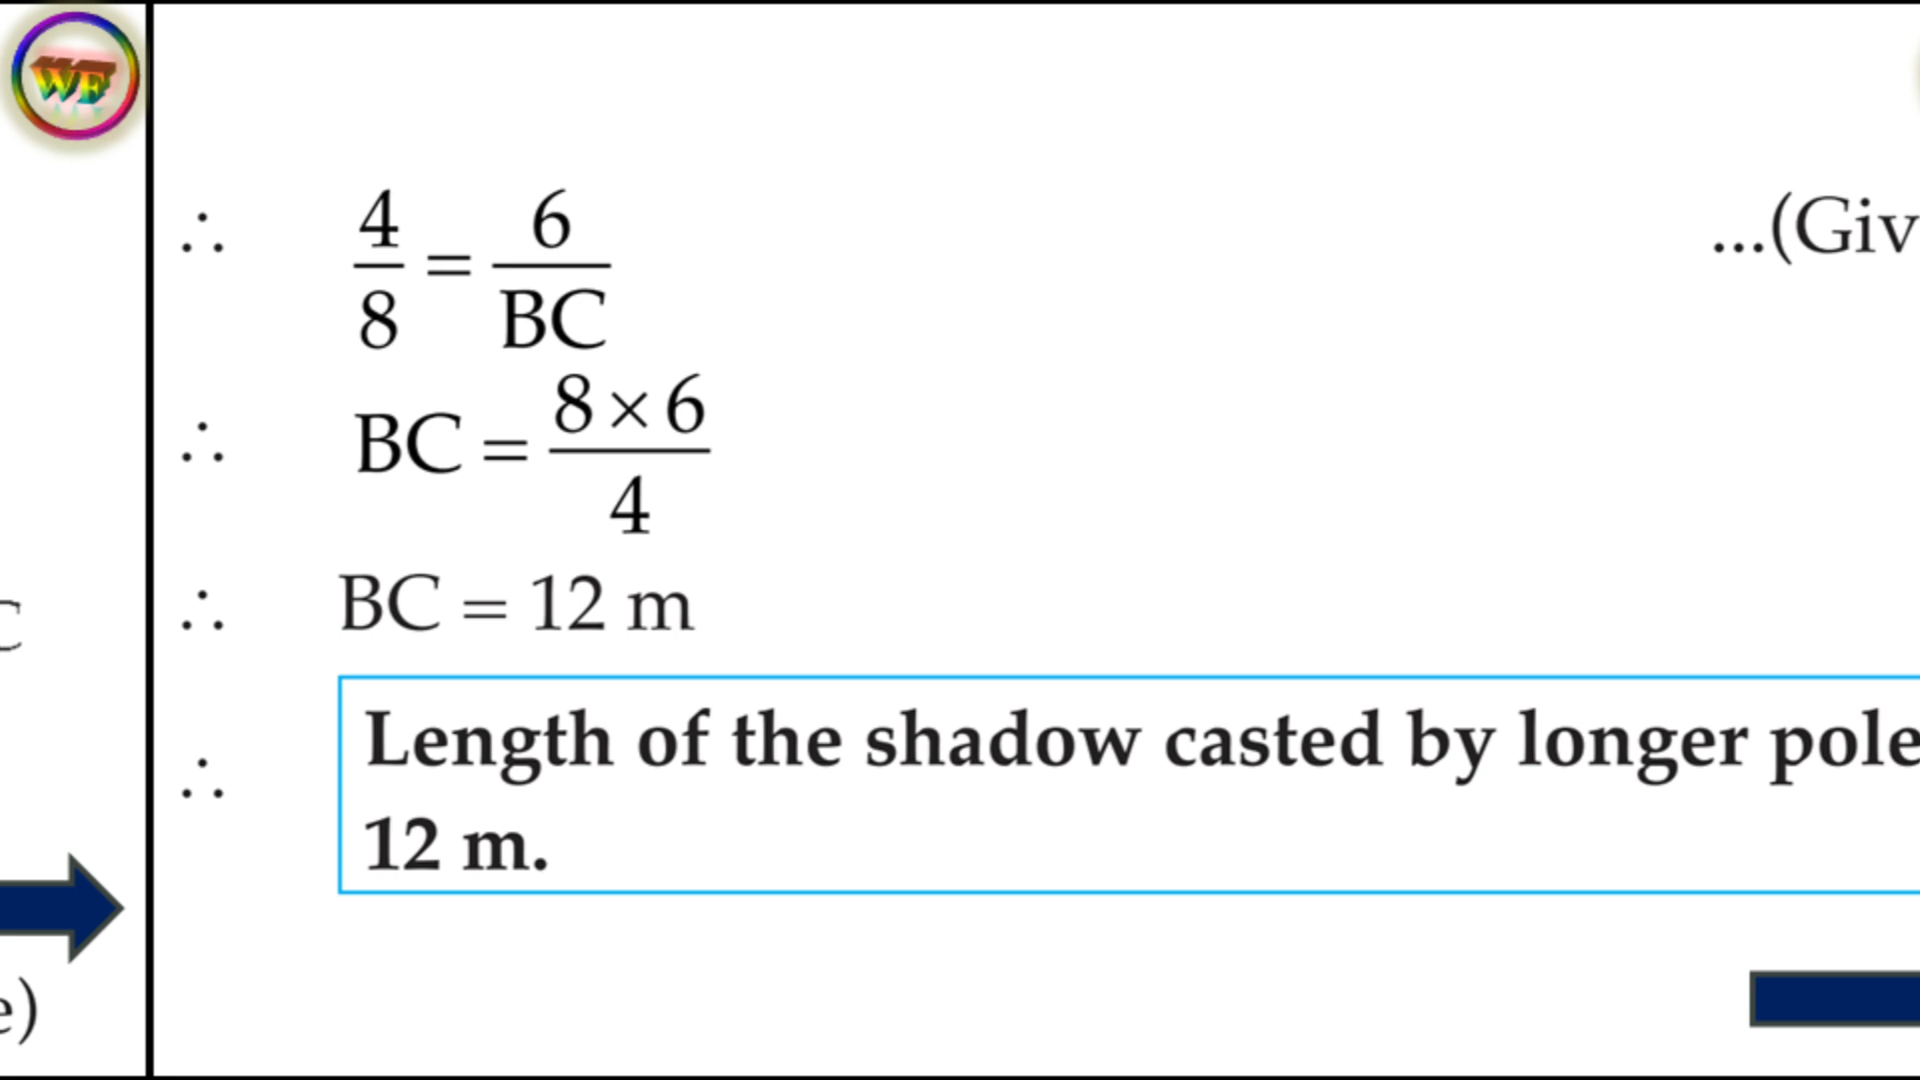 WF
∴ 4/8 = 6/BC ...(Giv
∴ BC = 8 × 6/4
∴ BC = 12 m
C
∴ Length of the shadow casted by longer pole
12 m.
e)